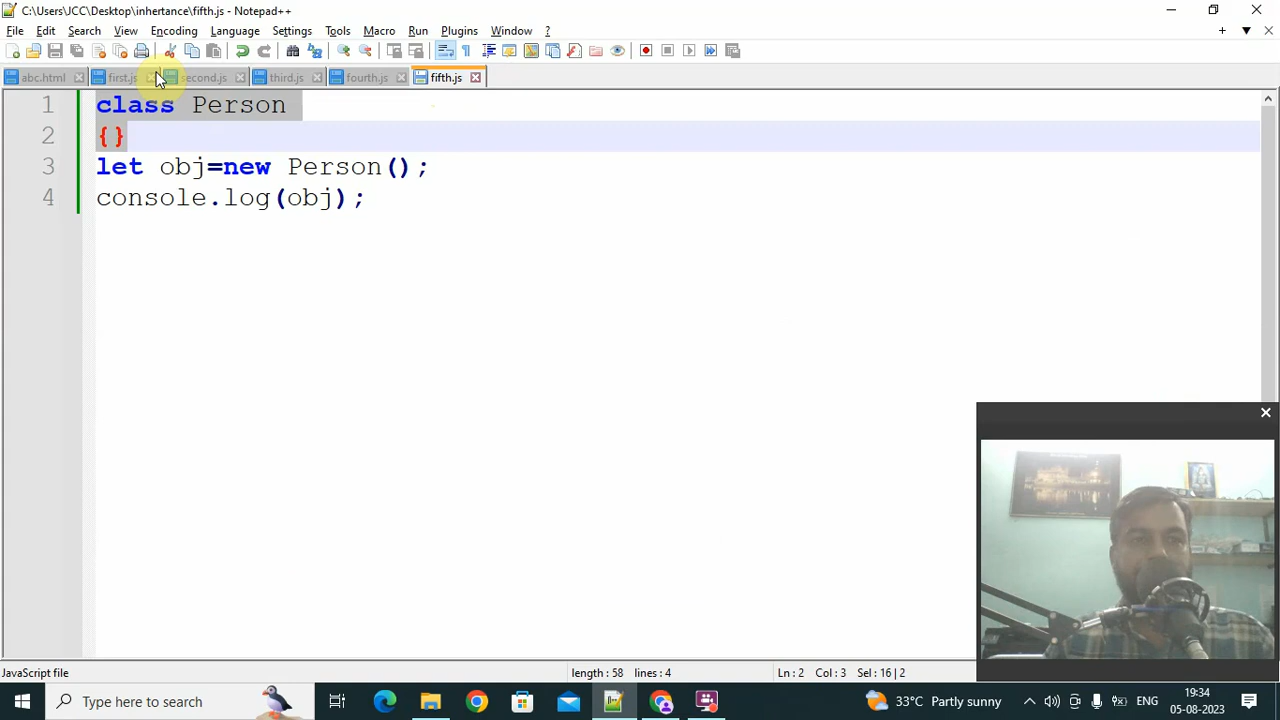 C:\Users\JCC\Desktop\inhertance\fifth.js - Notepad++
File Edit Search View Encoding Language Settings Tools Macro Run Plugins Window ?
abc.html first.js second.js third.js fourth.js fifth.js
1 class Person
2 {}
3 let obj=new Person();
4 console.log(obj);
JavaScript file length : 58 lines : 4 Ln : 2 Col : 3 Sel : 16 | 2
Type here to search
33°C Partly sunny
ENG
19:34
05-08-2023